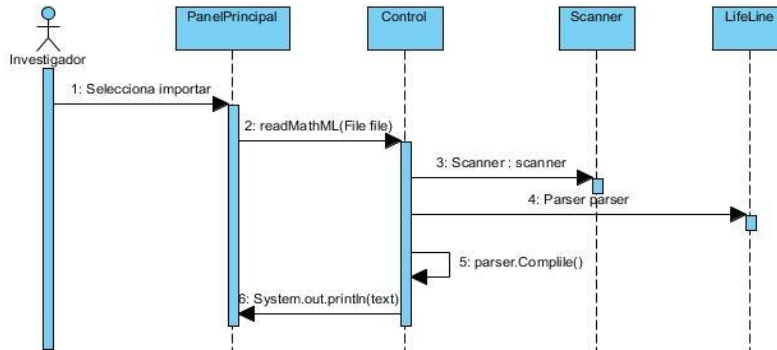 PanelPrincipal
Control
Scanner
LifeLine
Investigador
1: Selecciona importar
2: readMathML(File file)
3: Scanner : scanner
4: Parser parser
5: parser.Complile()
6: System.out.println(text)